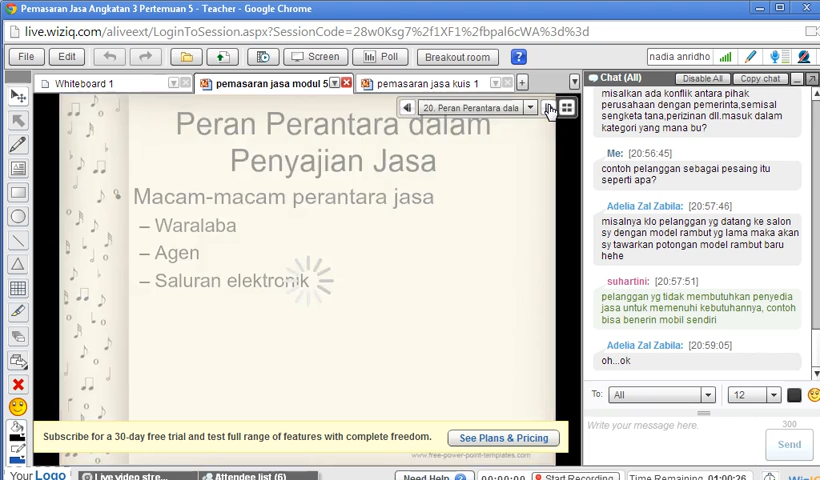 Pemasaran Jasa Angkatan 3 Pertemuan 5 - Teacher - Google Chrome
live.wiziq.com/aliveext/LoginToSession.aspx?SessionCode=28w0Ksg7%2f1XF1%2fbpal6cWA%3d%3d
File Edit Screen Poll Breakout room ? nadia anridho
Whiteboard 1 pemasaran jasa modul 5 pemasaran jasa kuis 1
20. Peran Perantara dala
Peran Perantara dalam
Penyajian Jasa
Macam-macam perantara jasa
– Waralaba
– Agen
– Saluran elektronik
Subscribe for a 30-day free trial and test full range of features with complete freedom. See Plans & Pricing
www.free-power-point-templates.com
Chat (All) Disable All Copy chat
misalkan ada konflik antara pihak
perusahaan dengan pemerinta,semisal
sengketa tana,perizinan dll.masuk dalam
kategori yang mana bu?
Me: [20:56:45]
contoh pelanggan sebagai pesaing itu
seperti apa?
Adelia Zal Zabila: [20:57:46]
misalnya klo pelanggan yg datang ke salon
sy dengan model rambut yg lama maka akan
sy tawarkan potongan model rambut baru
hehe
suhartini: [20:57:51]
pelanggan yg tidak membutuhkan penyedia
jasa untuk memenuhi kebutuhannya, contoh
bisa benerin mobil sendiri
Adelia Zal Zabila: [20:59:05]
oh...ok
To: All 12
Write your message here. 300
Send
Your Logo Live video stre... Attendee list (6) Need Help ? 00:00:00 Start Recording Time Remaining 01:00:26